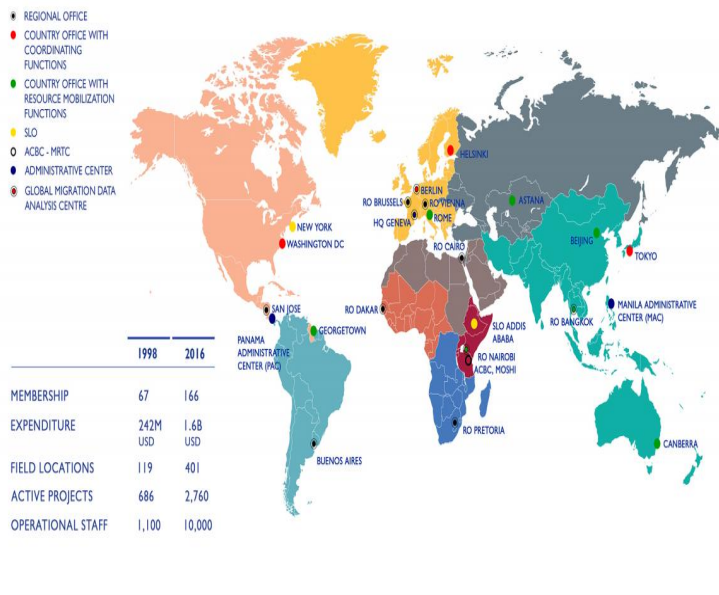 REGIONAL OFFICE
COUNTRY OFFICE WITH
COORDINATING
FUNCTIONS
COUNTRY OFFICE WITH
RESOURCE MOBILIZATION
FUNCTIONS
SLO
ACBC - MRTC
ADMINISTRATIVE CENTER
GLOBAL MIGRATION DATA
ANALYSIS CENTRE
HELSINKI
BERLIN
RO BRUSSELS
RO VIENNA
HQ GENEVA
ROME
ASTANA
NEW YORK
WASHINGTON DC
RO CAIRO
BEIJING
TOKYO
SAN JOSE
RO DAKAR
MANILA ADMINISTRATIVE
CENTER (MAC)
RO BANGKOK
GEORGETOWN
SLO ADDIS
ABABA
PANAMA
ADMINISTRATIVE
CENTER (PAC)
RO NAIROBI
ACBC, MOSHI
RO PRETORIA
CANBERRA
BUENOS AIRES
1998 2016
MEMBERSHIP 67 166
EXPENDITURE 242M 1.6B
USD USD
FIELD LOCATIONS 119 401
ACTIVE PROJECTS 686 2,760
OPERATIONAL STAFF 1,100 10,000